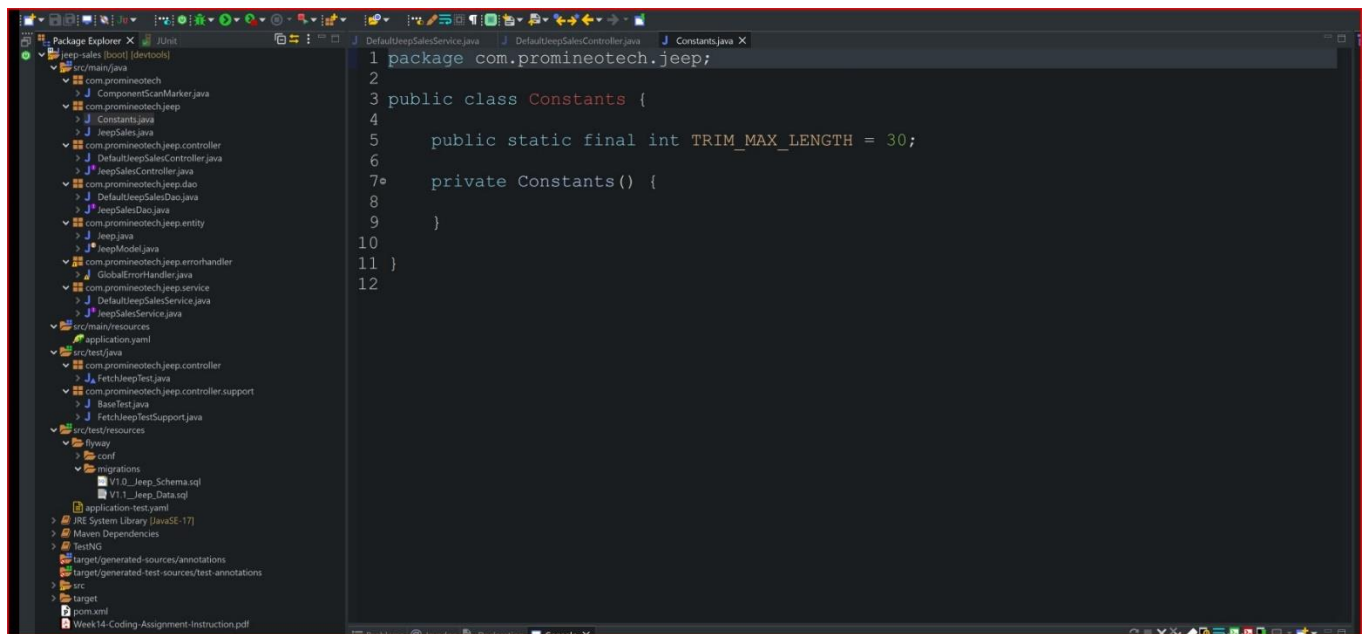 Package Explorer
JUnit
jeep-sales [boot] [devtools]
src/main/java
com.promineotech
ComponentScanMarker.java
com.promineotech.jeep
Constants.java
JeepSales.java
com.promineotech.jeep.controller
DefaultJeepSalesController.java
JeepSalesController.java
com.promineotech.jeep.dao
DefaultJeepSalesDao.java
JeepSalesDao.java
com.promineotech.jeep.entity
Jeep.java
JeepModel.java
com.promineotech.jeep.errorhandler
GlobalErrorHandler.java
com.promineotech.jeep.service
DefaultJeepSalesService.java
JeepSalesService.java
src/main/resources
application.yaml
src/test/java
com.promineotech.jeep.controller
FetchJeepTest.java
com.promineotech.jeep.controller.support
BaseTest.java
FetchJeepTestSupport.java
src/test/resources
flyway
conf
migrations
V1.0__Jeep_Schema.sql
V1.1__Jeep_Data.sql
application-test.yaml
JRE System Library [JavaSE-17]
Maven Dependencies
TestNG
target/generated-sources/annotations
target/generated-test-sources/test-annotations
src
target
pom.xml
Week14-Coding-Assignment-Instruction.pdf
DefaultJeepSalesService.java
DefaultJeepSalesController.java
Constants.java
1 package com.promineotech.jeep;
2
3 public class Constants {
4
5 public static final int TRIM_MAX_LENGTH = 30;
6
7 private Constants() {
8
9 }
10
11 }
12